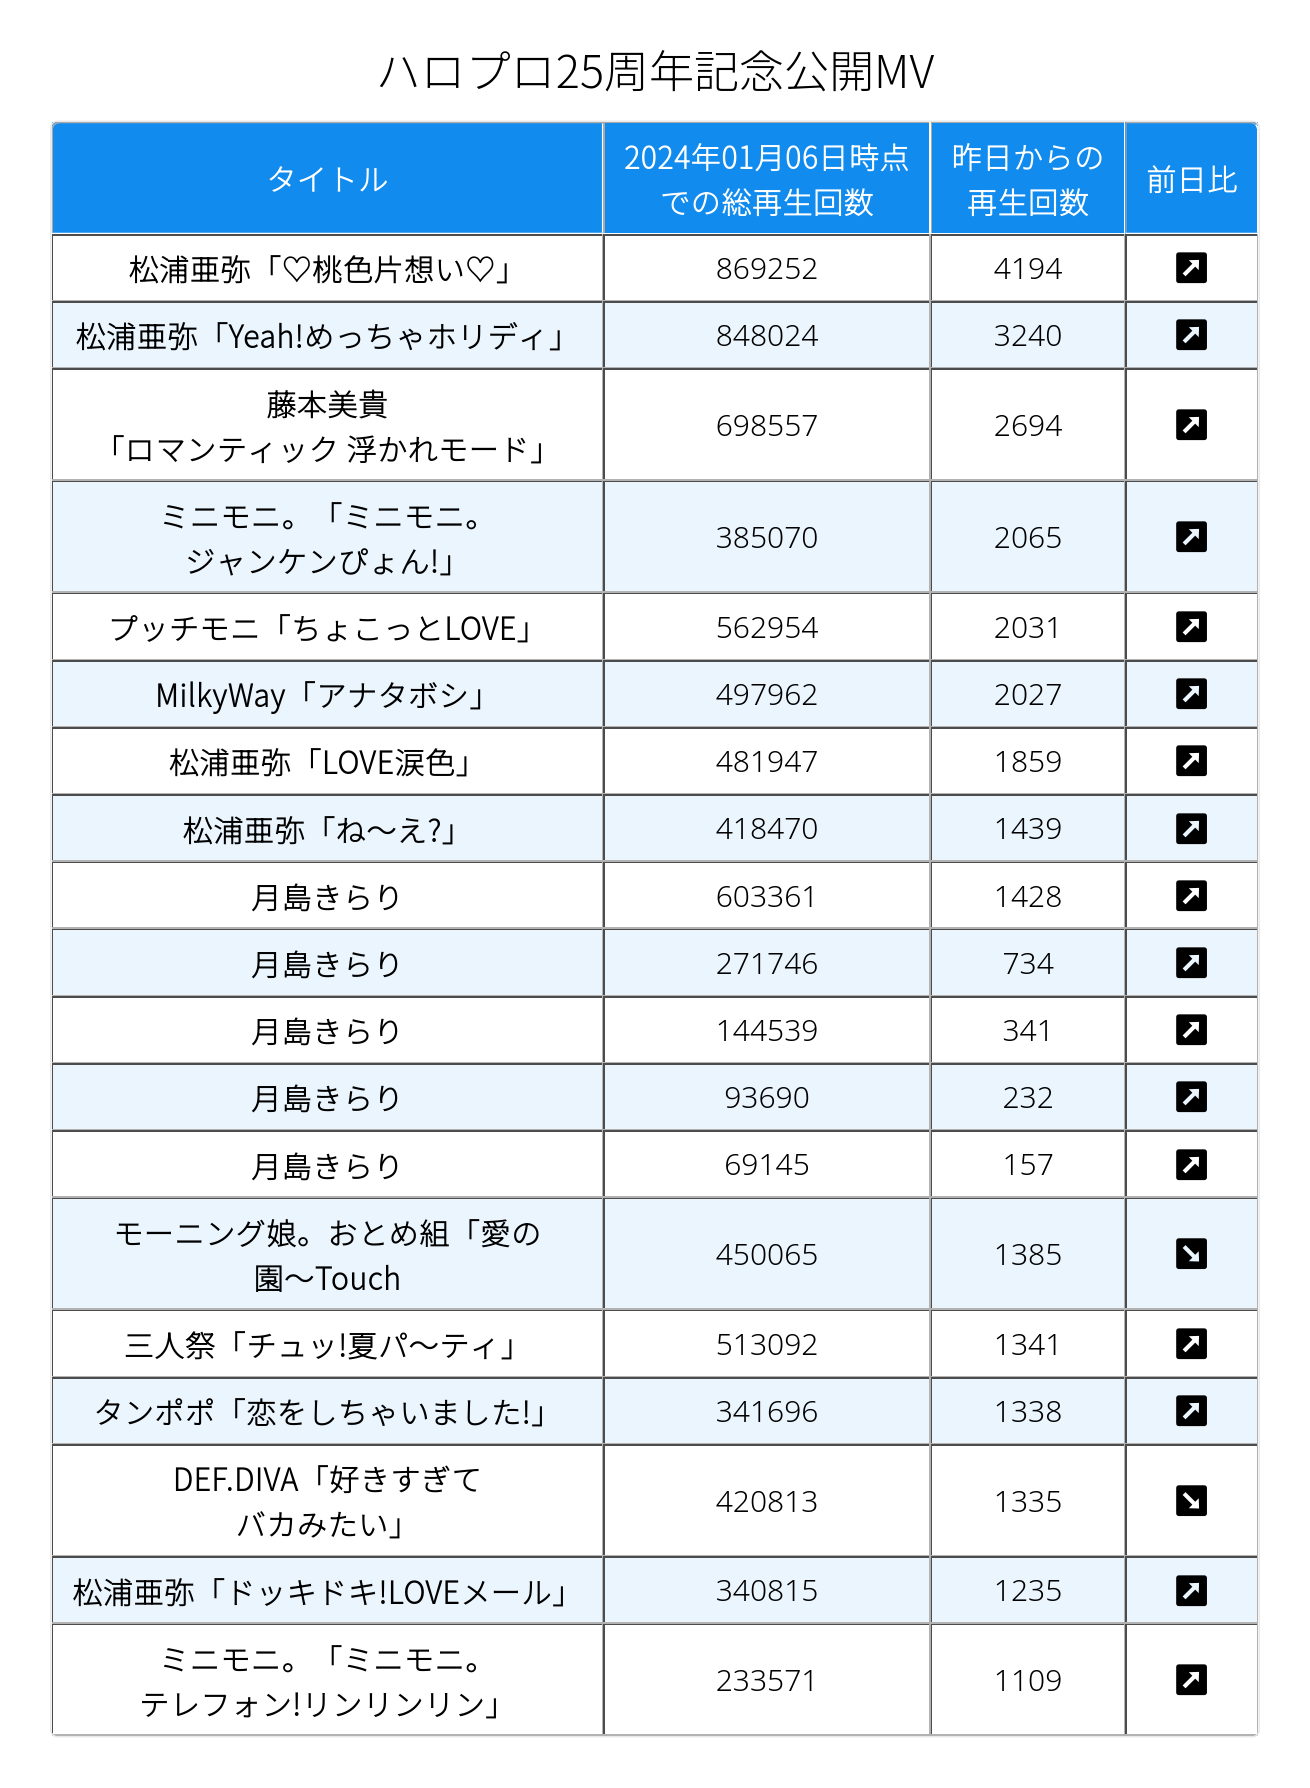 ハロプロ25周年記念公開MV
タイトル
2024年01月06日時点
での総再生回数
昨日からの
再生回数
前日比
松浦亜弥「♡桃色片想い♡」
869252
4194
松浦亜弥「Yeah!めっちゃホリディ」
848024
3240
藤本美貴
「ロマンティック 浮かれモード」
698557
2694
ミニモニ。「ミニモニ。
ジャンケンぴょん!」
385070
2065
プッチモニ「ちょこっとLOVE」
562954
2031
MilkyWay「アナタボシ」
497962
2027
松浦亜弥「LOVE涙色」
481947
1859
松浦亜弥「ね～え?」
418470
1439
月島きらり
603361
1428
月島きらり
271746
734
月島きらり
144539
341
月島きらり
93690
232
月島きらり
69145
157
モーニング娘。おとめ組「愛の
園～Touch
450065
1385
三人祭「チュッ!夏パ～ティ」
513092
1341
タンポポ「恋をしちゃいました!」
341696
1338
DEF.DIVA「好きすぎて
バカみたい」
420813
1335
松浦亜弥「ドッキドキ!LOVEメール」
340815
1235
ミニモニ。「ミニモニ。
テレフォン!リンリンリン」
233571
1109